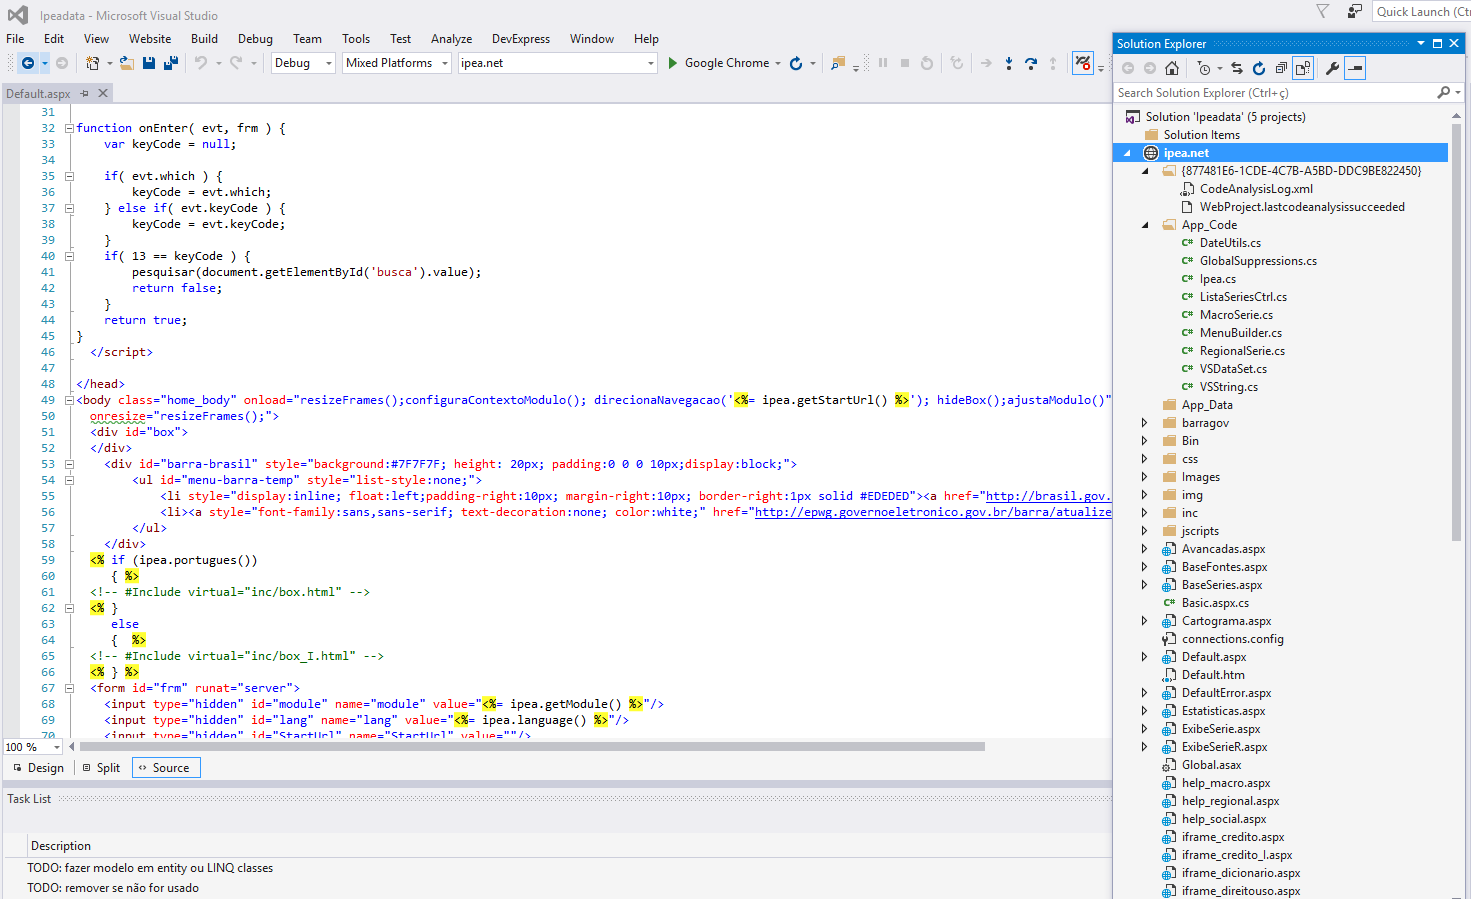 Ipeadata - Microsoft Visual Studio
Quick Launch (Ctr
File Edit View Website Build Debug Team Tools Test Analyze DevExpress Window Help
Debug Mixed Platforms ipea.net Google Chrome
Default.aspx
31
32 function onEnter( evt, frm ) {
33 var keyCode = null;
34
35 if( evt.which ) {
36 keyCode = evt.which;
37 } else if( evt.keyCode ) {
38 keyCode = evt.keyCode;
39 }
40 if( 13 == keyCode ) {
41 pesquisar(document.getElementById('busca').value);
42 return false;
43 }
44 return true;
45 }
46 </script>
47
48 </head>
49 <body class="home_body" onload="resizeFrames();configuraContextoModulo(); direcionaNavegacao('<%= ipea.getStartUrl() %>'); hideBox();ajustaModulo()"
50 onresize="resizeFrames();">
51 <div id="box">
52 </div>
53 <div id="barra-brasil" style="background:#7F7F7F; height: 20px; padding:0 0 0 10px;display:block;">
54 <ul id="menu-barra-temp" style="list-style:none;">
55 <li style="display:inline; float:left;padding-right:10px; margin-right:10px; border-right:1px solid #EDEDED"><a href="http://brasil.gov.
56 <li><a style="font-family:sans,sans-serif; text-decoration:none; color:white;" href="http://epwg.governoeletronico.gov.br/barra/atualize
57 </ul>
58 </div>
59 <% if (ipea.portugues())
60 { %>
61 <!-- #Include virtual="inc/box.html" -->
62 <% }
63 else
64 { %>
65 <!-- #Include virtual="inc/box_I.html" -->
66 <% } %>
67 <form id="frm" runat="server">
68 <input type="hidden" id="module" name="module" value="<%= ipea.getModule() %>"/>
69 <input type="hidden" id="lang" name="lang" value="<%= ipea.language() %>"/>
70 <input type="hidden" id="StartUrl" name="StartUrl" value=""/>
100 %
Design Split Source
Task List
Description
TODO: fazer modelo em entity ou LINQ classes
TODO: remover se não for usado
Solution Explorer
Search Solution Explorer (Ctrl+ç)
Solution 'Ipeadata' (5 projects)
Solution Items
ipea.net
{877481E6-1CDE-4C7B-A5BD-DDC9BE822450}
CodeAnalysisLog.xml
WebProject.lastcodeanalysissucceeded
App_Code
C# DateUtils.cs
C# GlobalSuppressions.cs
C# Ipea.cs
C# ListaSeriesCtrl.cs
C# MacroSerie.cs
C# MenuBuilder.cs
C# RegionalSerie.cs
C# VSDataSet.cs
C# VSString.cs
App_Data
barragov
Bin
css
Images
img
inc
jscripts
Avancadas.aspx
BaseFontes.aspx
BaseSeries.aspx
C# Basic.aspx.cs
Cartograma.aspx
connections.config
Default.aspx
Default.htm
DefaultError.aspx
Estatisticas.aspx
ExibeSerie.aspx
ExibeSerieR.aspx
Global.asax
help_macro.aspx
help_regional.aspx
help_social.aspx
iframe_credito.aspx
iframe_credito_I.aspx
iframe_dicionario.aspx
iframe_direitouso.aspx